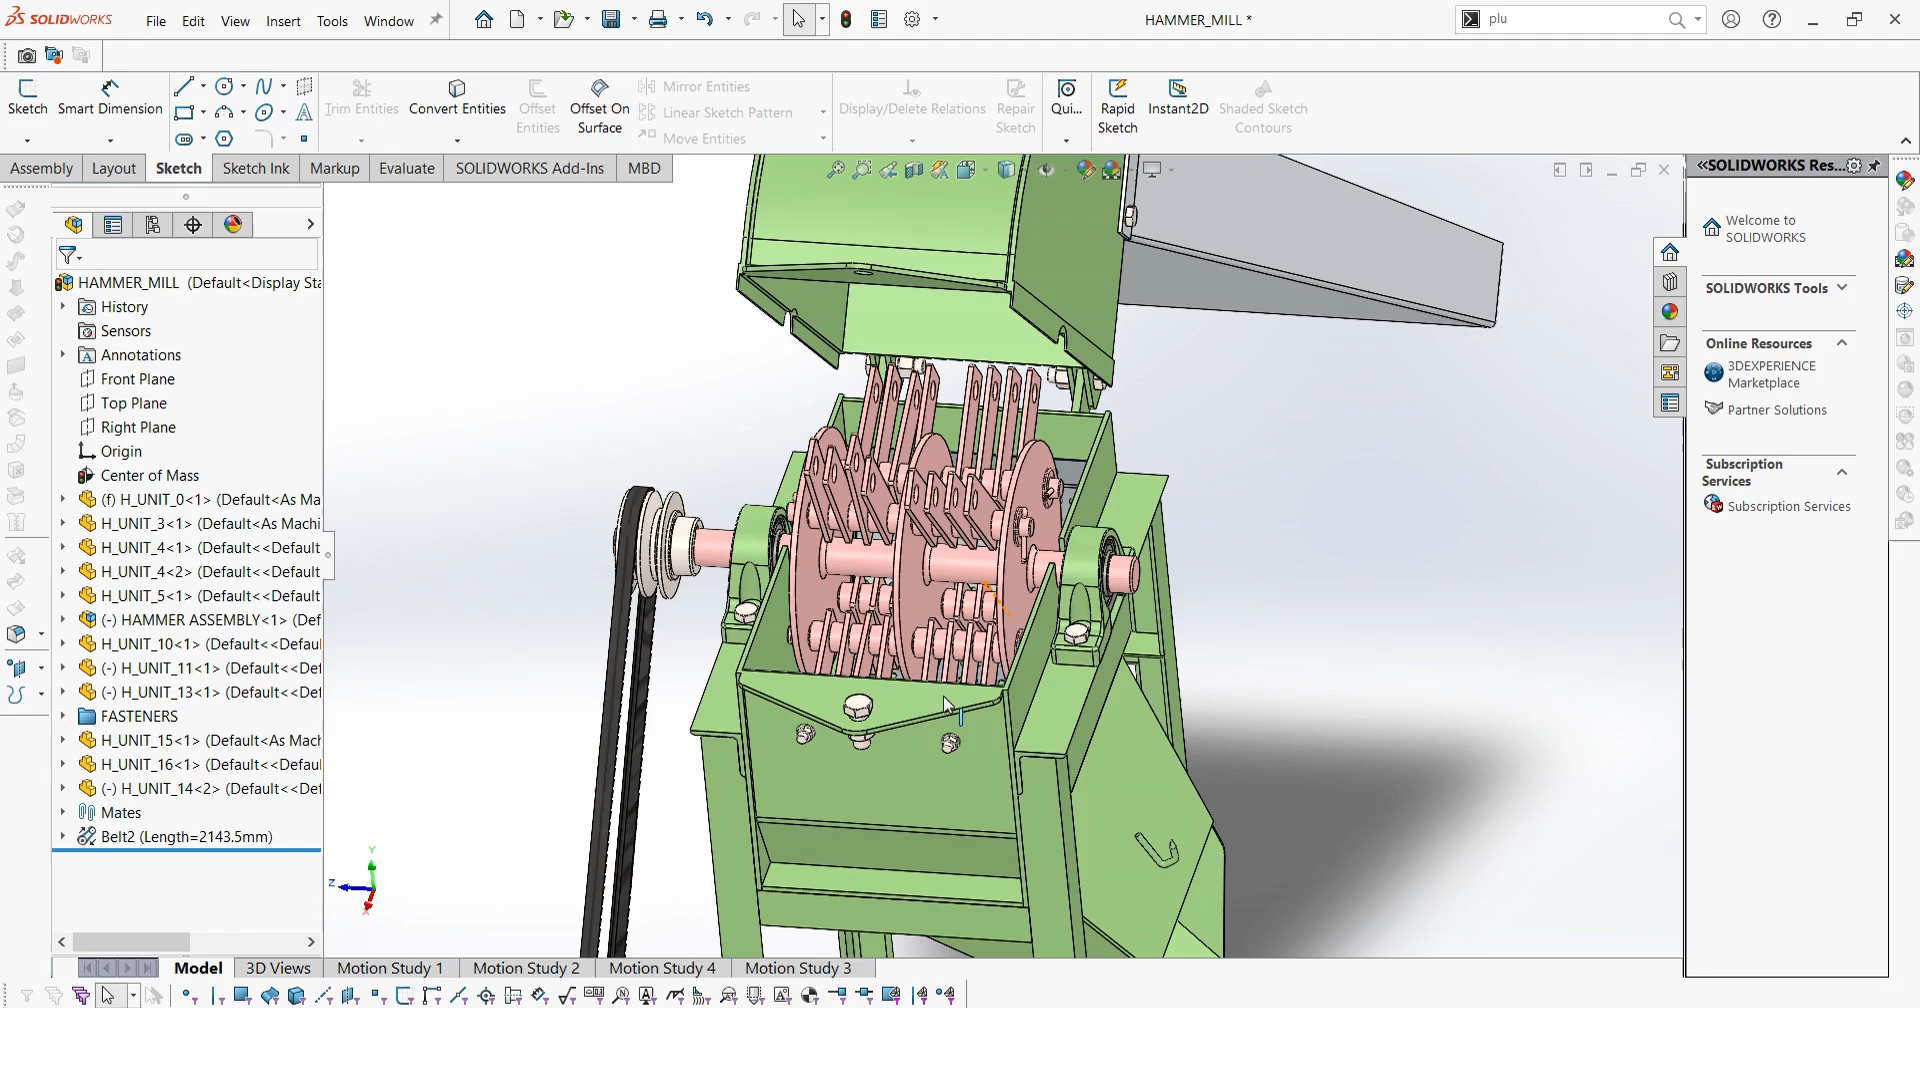 SOLIDWORKS
File Edit View Insert Tools Window
HAMMER_MILL *
plu
Sketch
Smart Dimension
Trim Entities
Convert Entities
Offset
Entities
Offset On
Surface
Mirror Entities
Linear Sketch Pattern
Move Entities
Display/Delete Relations
Repair
Sketch
Qui...
Rapid
Sketch
Instant2D
Shaded Sketch
Contours
Assembly Layout Sketch Sketch Ink Markup Evaluate SOLIDWORKS Add-Ins MBD
HAMMER_MILL (Default<Display Sta
History
Sensors
Annotations
Front Plane
Top Plane
Right Plane
Origin
Center of Mass
(f) H_UNIT_0<1> (Default<As Ma
H_UNIT_3<1> (Default<As Machi
H_UNIT_4<1> (Default<<Default
H_UNIT_4<2> (Default<<Default
H_UNIT_5<1> (Default<<Default
(-) HAMMER ASSEMBLY<1> (Def
H_UNIT_10<1> (Default<<Default
(-) H_UNIT_11<1> (Default<<Def
(-) H_UNIT_13<1> (Default<<Def
FASTENERS
H_UNIT_15<1> (Default<As Mach
H_UNIT_16<1> (Default<<Defaul
(-) H_UNIT_14<2> (Default<<Def
Mates
Belt2 (Length=2143.5mm)
Y
Z
X
SOLIDWORKS Res...
Welcome to
SOLIDWORKS
SOLIDWORKS Tools
Online Resources
3DEXPERIENCE
Marketplace
Partner Solutions
Subscription
Services
Subscription Services
Model 3D Views Motion Study 1 Motion Study 2 Motion Study 4 Motion Study 3